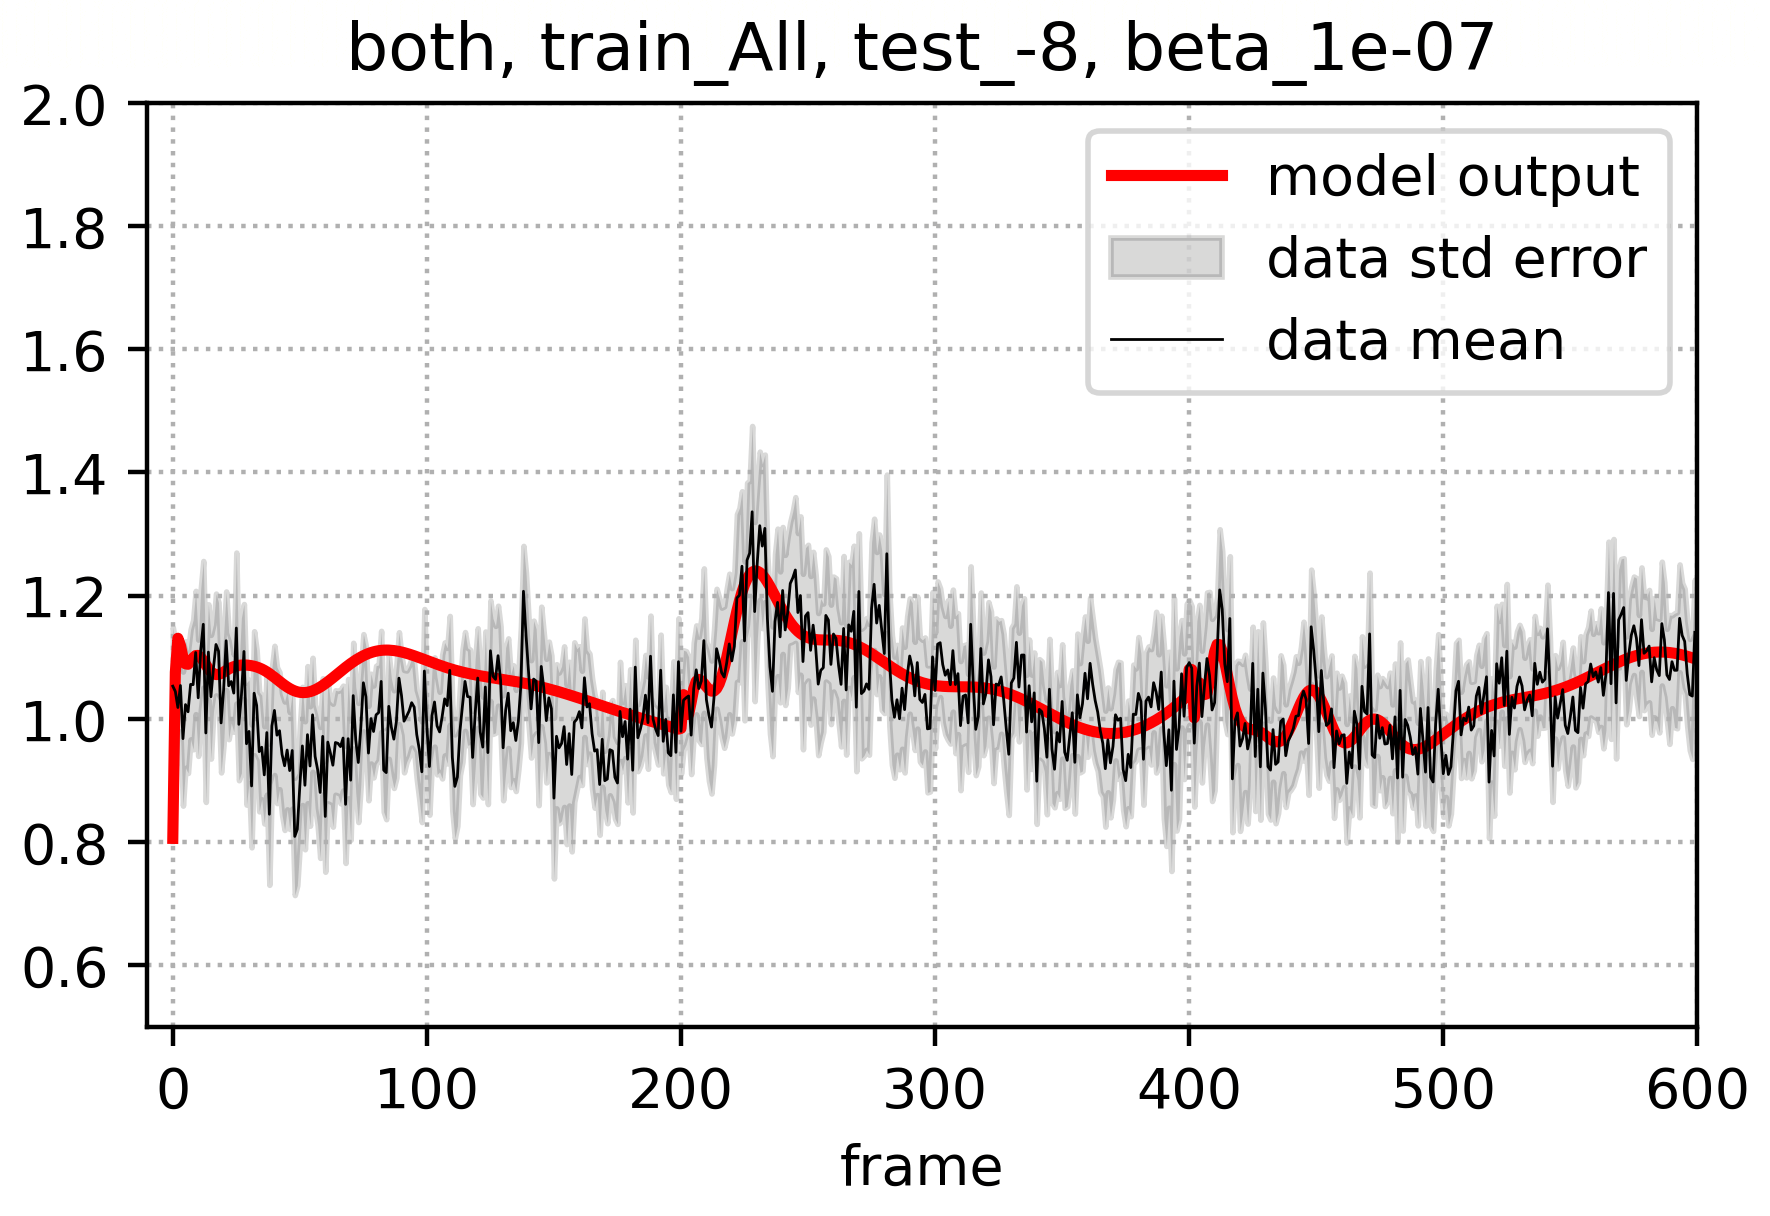 both, train_All, test_-8, beta_1e-07
2.0
1.8
1.6
1.4
1.2
1.0
0.8
0.6
model output
data std error
data mean
0 100 200 300 400 500 600
frame